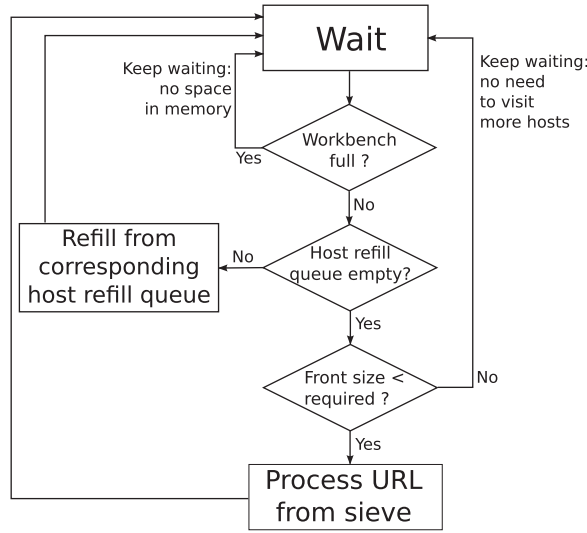 Wait
Keep waiting:
no space
in memory
Keep waiting:
no need
to visit
more hosts
Workbench
full ?
Yes
No
Refill from
corresponding
host refill queue
No
Host refill
queue empty?
Yes
Front size <
required ?
No
Yes
Process URL
from sieve